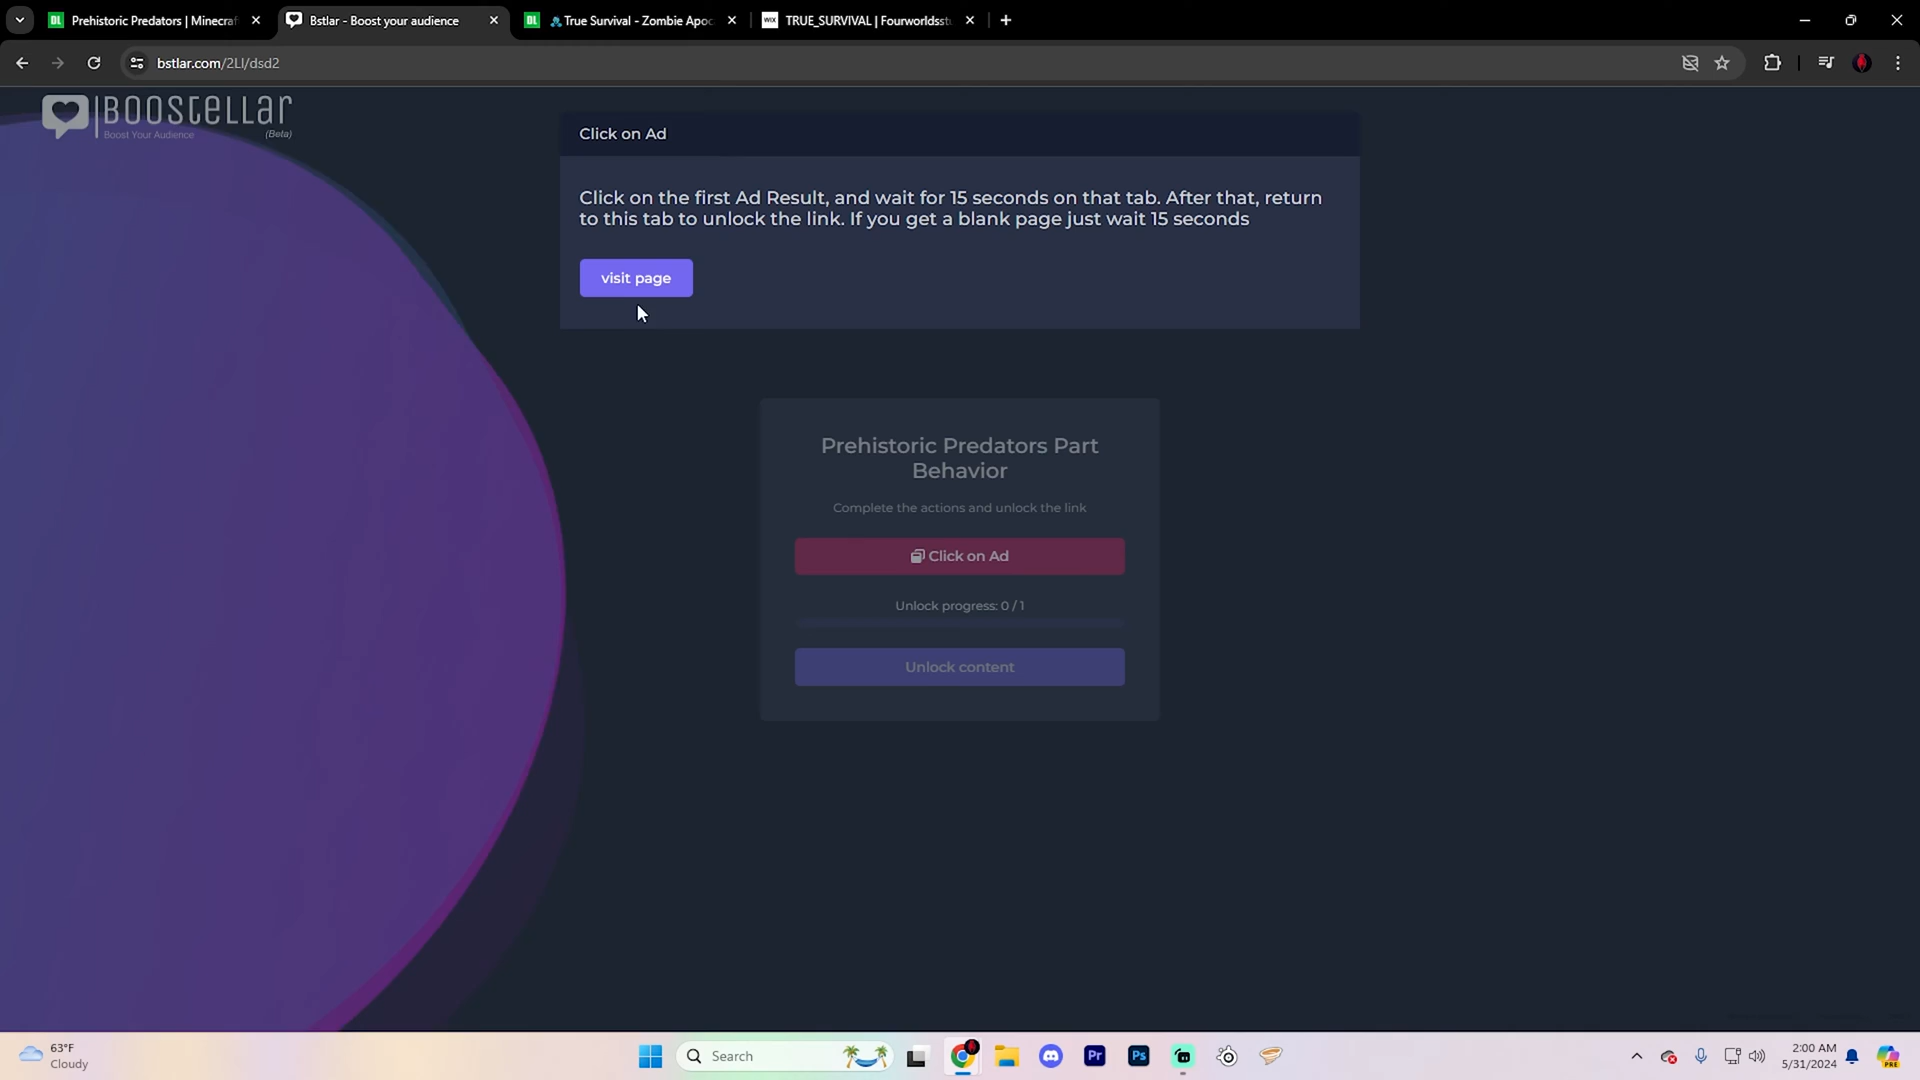 Prehistoric Predators | Minecraf
Bstlar - Boost your audience
True Survival - Zombie Apoc
TRUE_SURVIVAL | Fourworldsst
bstlar.com/2LI/dsd2
BOOSTELLAR
Boost Your Audience
(Beta)
Click on Ad
Click on the first Ad Result, and wait for 15 seconds on that tab. After that, return
to this tab to unlock the link. If you get a blank page just wait 15 seconds
visit page
Prehistoric Predators Part
Behavior
Complete the actions and unlock the link
Click on Ad
Unlock progress: 0 / 1
Unlock content
63°F
Cloudy
Search
Pr
Ps
2:00 AM
5/31/2024
PRE